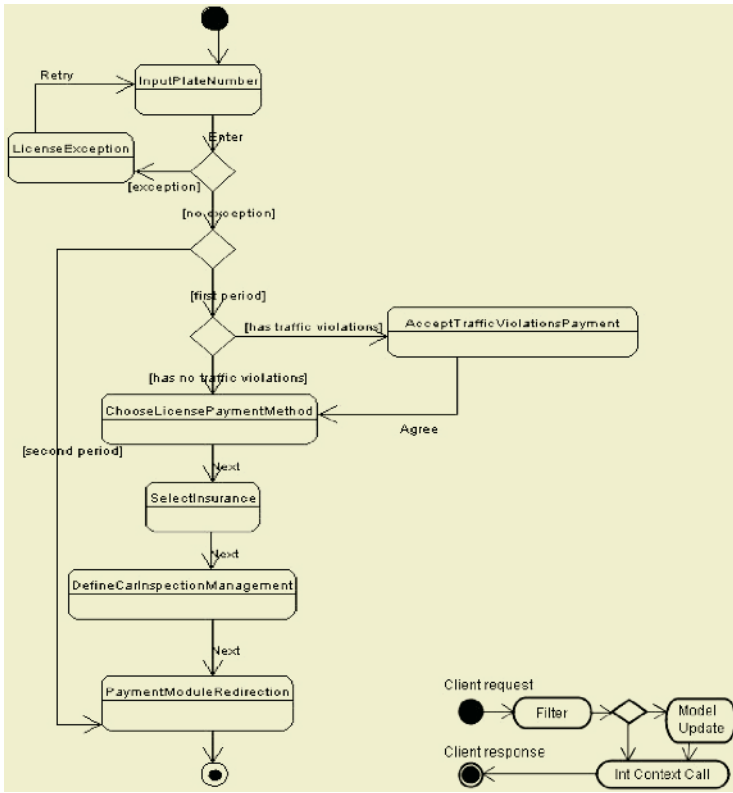 InputPlateNumber
Retry
Enter
LicenseException
[exception]
[no exception]
[first period]
[has traffic violations]
AcceptTrafficViolationsPayment
[has no traffic violations]
ChooseLicensePaymentMethod
Agree
[second period]
Next
SelectInsurance
Next
DefineCarInspectionManagement
Next
PaymentModuleRedirection
Client request
Filter
Model
Update
Client response
Int Context Call